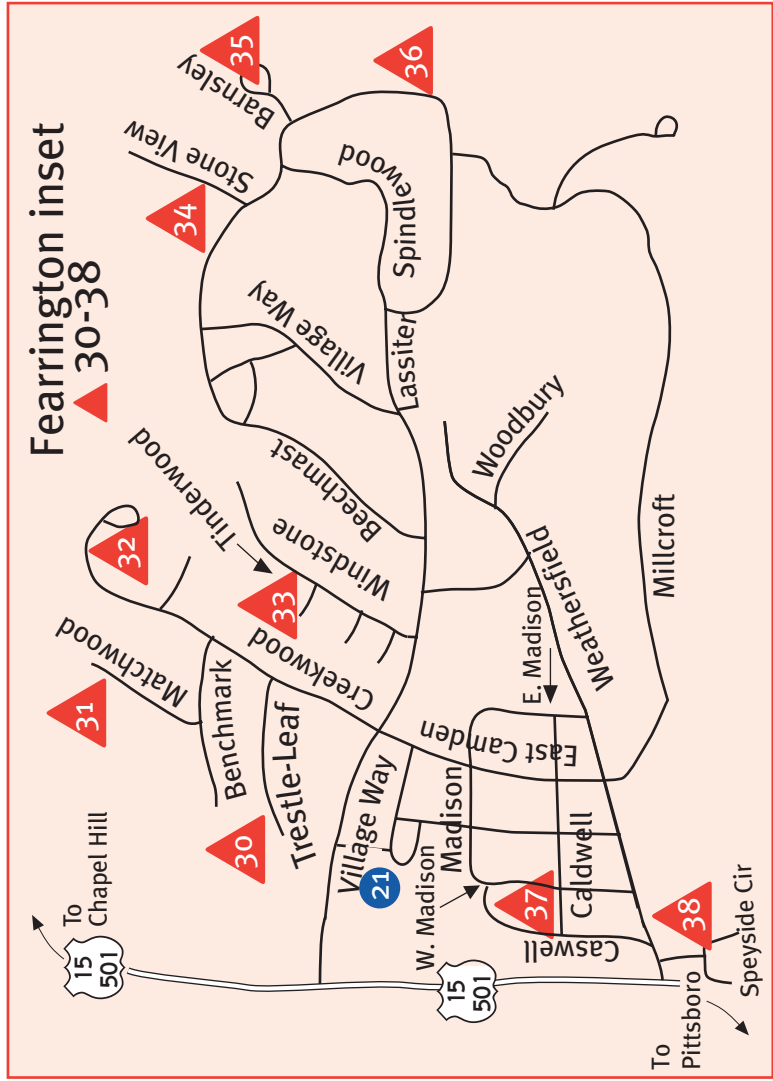 Fearrington inset
30-38
35
36
Barnsley
Stone View
34
Spindlewood
Village Way
Lassiter
Beechmast
Tinderwood
Windstone
Woodbury
32
33
Matchwood
31
Creekwood
Benchmark
Trestle-Leaf
30
E. Madison
Weathersfield
Millcroft
East Camden
Village Way
21
Madison
W. Madison
37
Caldwell
Caswell
38
Speyside Cir
To
Chapel Hill
15
501
15
501
To
Pittsboro